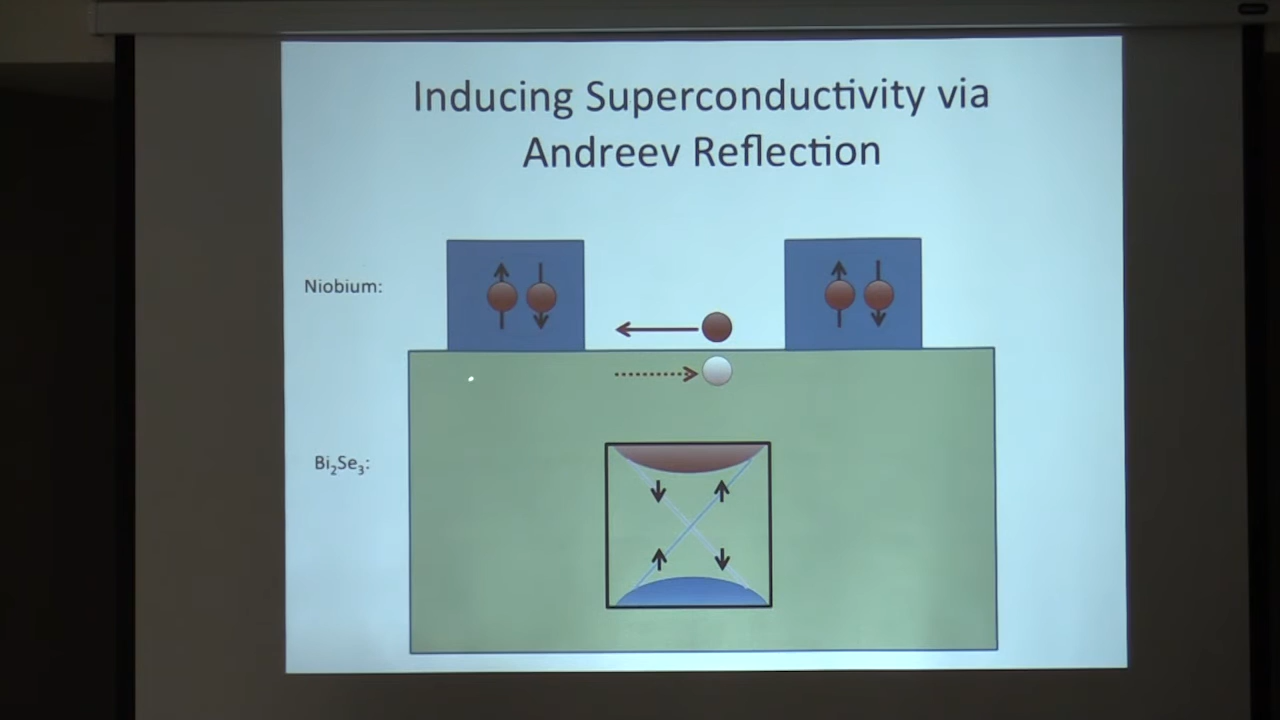 Inducing Superconductivity via
Andreev Reflection
Niobium:
Bi₂Se₃: